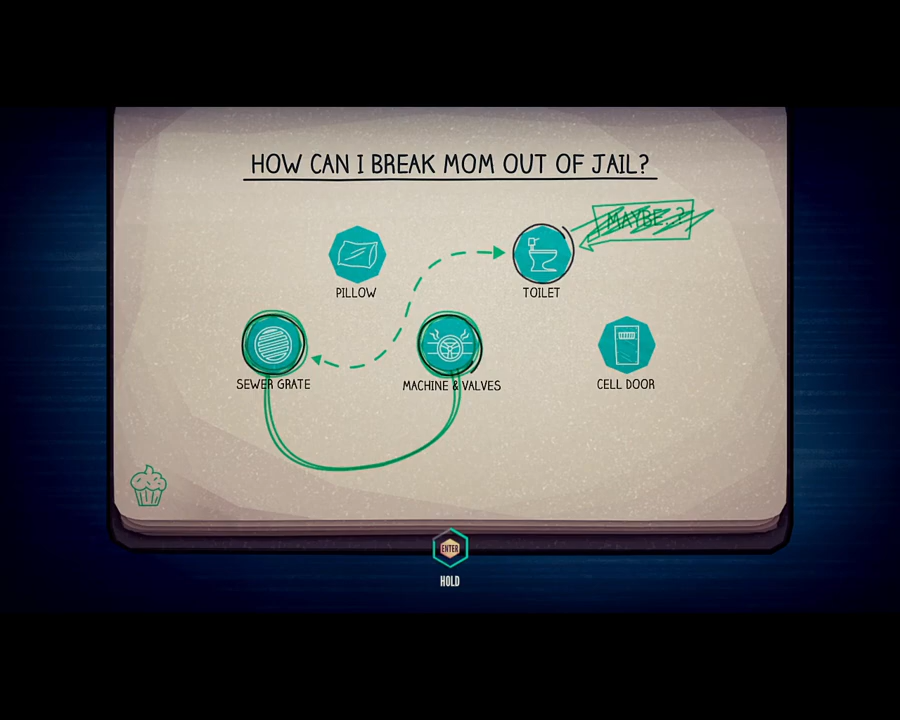 HOW CAN I BREAK MOM OUT OF JAIL?
MAYBE..?
PILLOW
TOILET
SEWER GRATE
MACHINE & VALVES
CELL DOOR
ENTER
HOLD